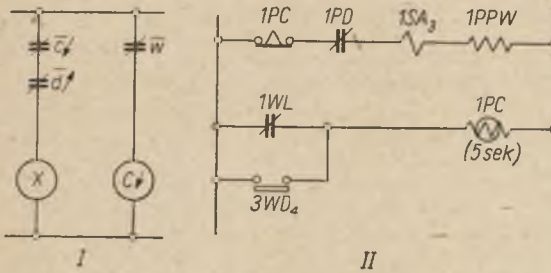 1PC 1PD 1SA₃ 1PPW
c̅ w̅
d̅
1WL 1PC
(5sek)
X C
3WD₄
I II